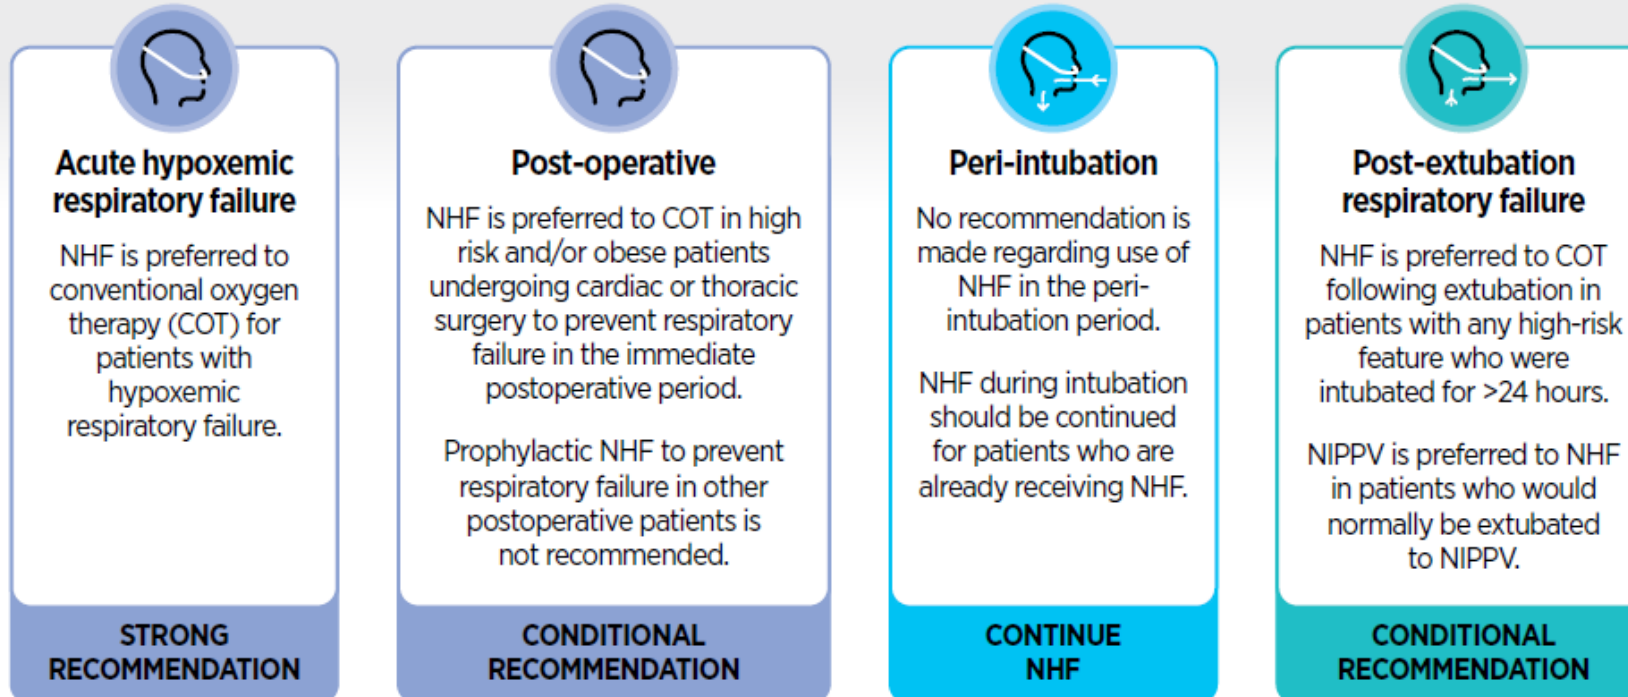 Acute hypoxemic
respiratory failure
NHF is preferred to
conventional oxygen
therapy (COT) for
patients with
hypoxemic
respiratory failure.
STRONG
RECOMMENDATION
Post-operative
NHF is preferred to COT in high
risk and/or obese patients
undergoing cardiac or thoracic
surgery to prevent respiratory
failure in the immediate
postoperative period.
Prophylactic NHF to prevent
respiratory failure in other
postoperative patients is
not recommended.
CONDITIONAL
RECOMMENDATION
Peri-intubation
No recommendation is
made regarding use of
NHF in the peri-
intubation period.
NHF during intubation
should be continued
for patients who are
already receiving NHF.
CONTINUE
NHF
Post-extubation
respiratory failure
NHF is preferred to COT
following extubation in
patients with any high-risk
feature who were
intubated for >24 hours.
NIPPV is preferred to NHF
in patients who would
normally be extubated
to NIPPV.
CONDITIONAL
RECOMMENDATION